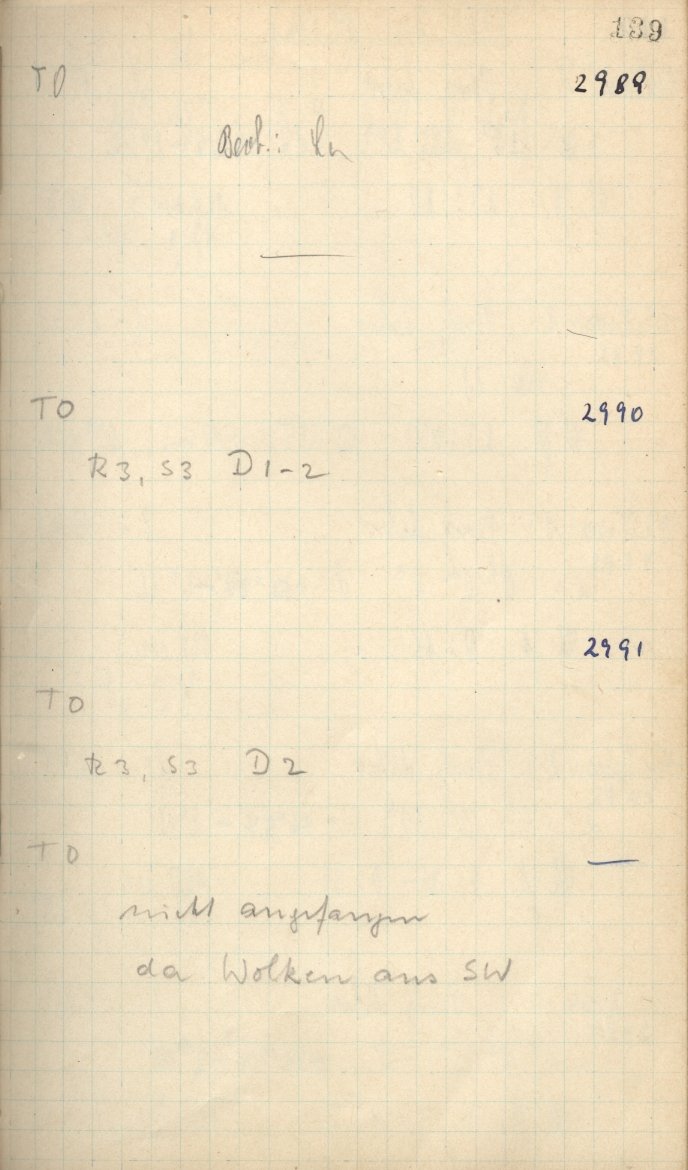 139
TO 2989
Beob.:
TO 2990
R3, S3 D1-2
2991
TO
R3, S3 D2
TO —
nicht angefangen
da Wolken aus SW